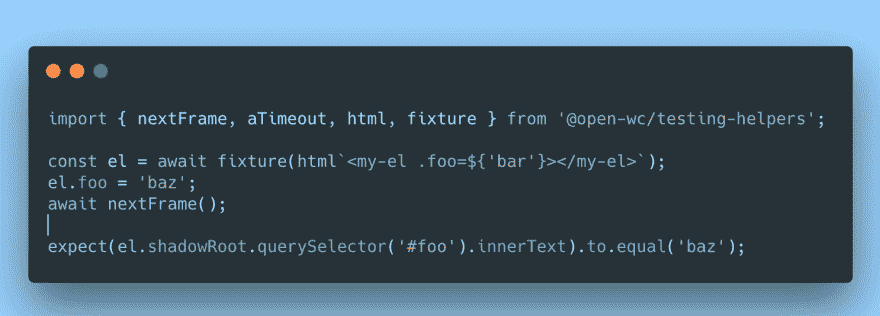 import { nextFrame, aTimeout, html, fixture } from '@open-wc/testing-helpers';
const el = await fixture(html`<my-el .foo=${'bar'}></my-el>`);
el.foo = 'baz';
await nextFrame();
expect(el.shadowRoot.querySelector('#foo').innerText).to.equal('baz');